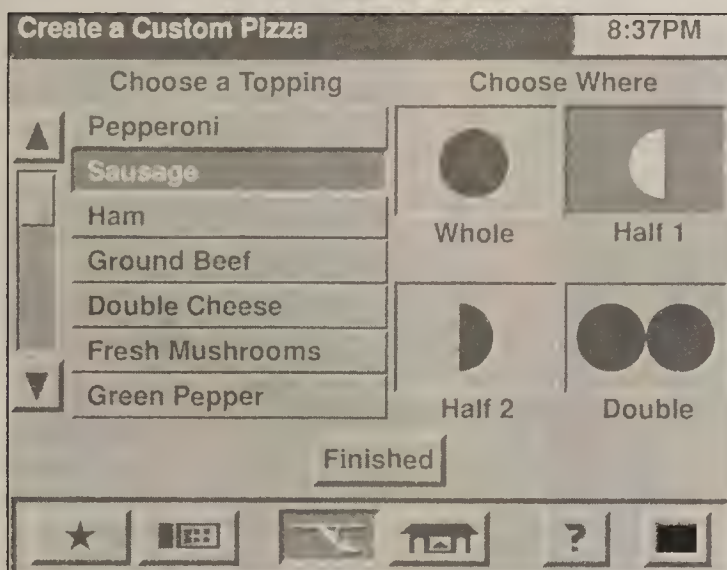 Create a Custom Pizza
8:37PM
Choose a Topping
Choose Where
Pepperoni
Sausage
Ham
Ground Beef
Double Cheese
Fresh Mushrooms
Green Pepper
Whole
Half 1
Half 2
Double
Finished
?